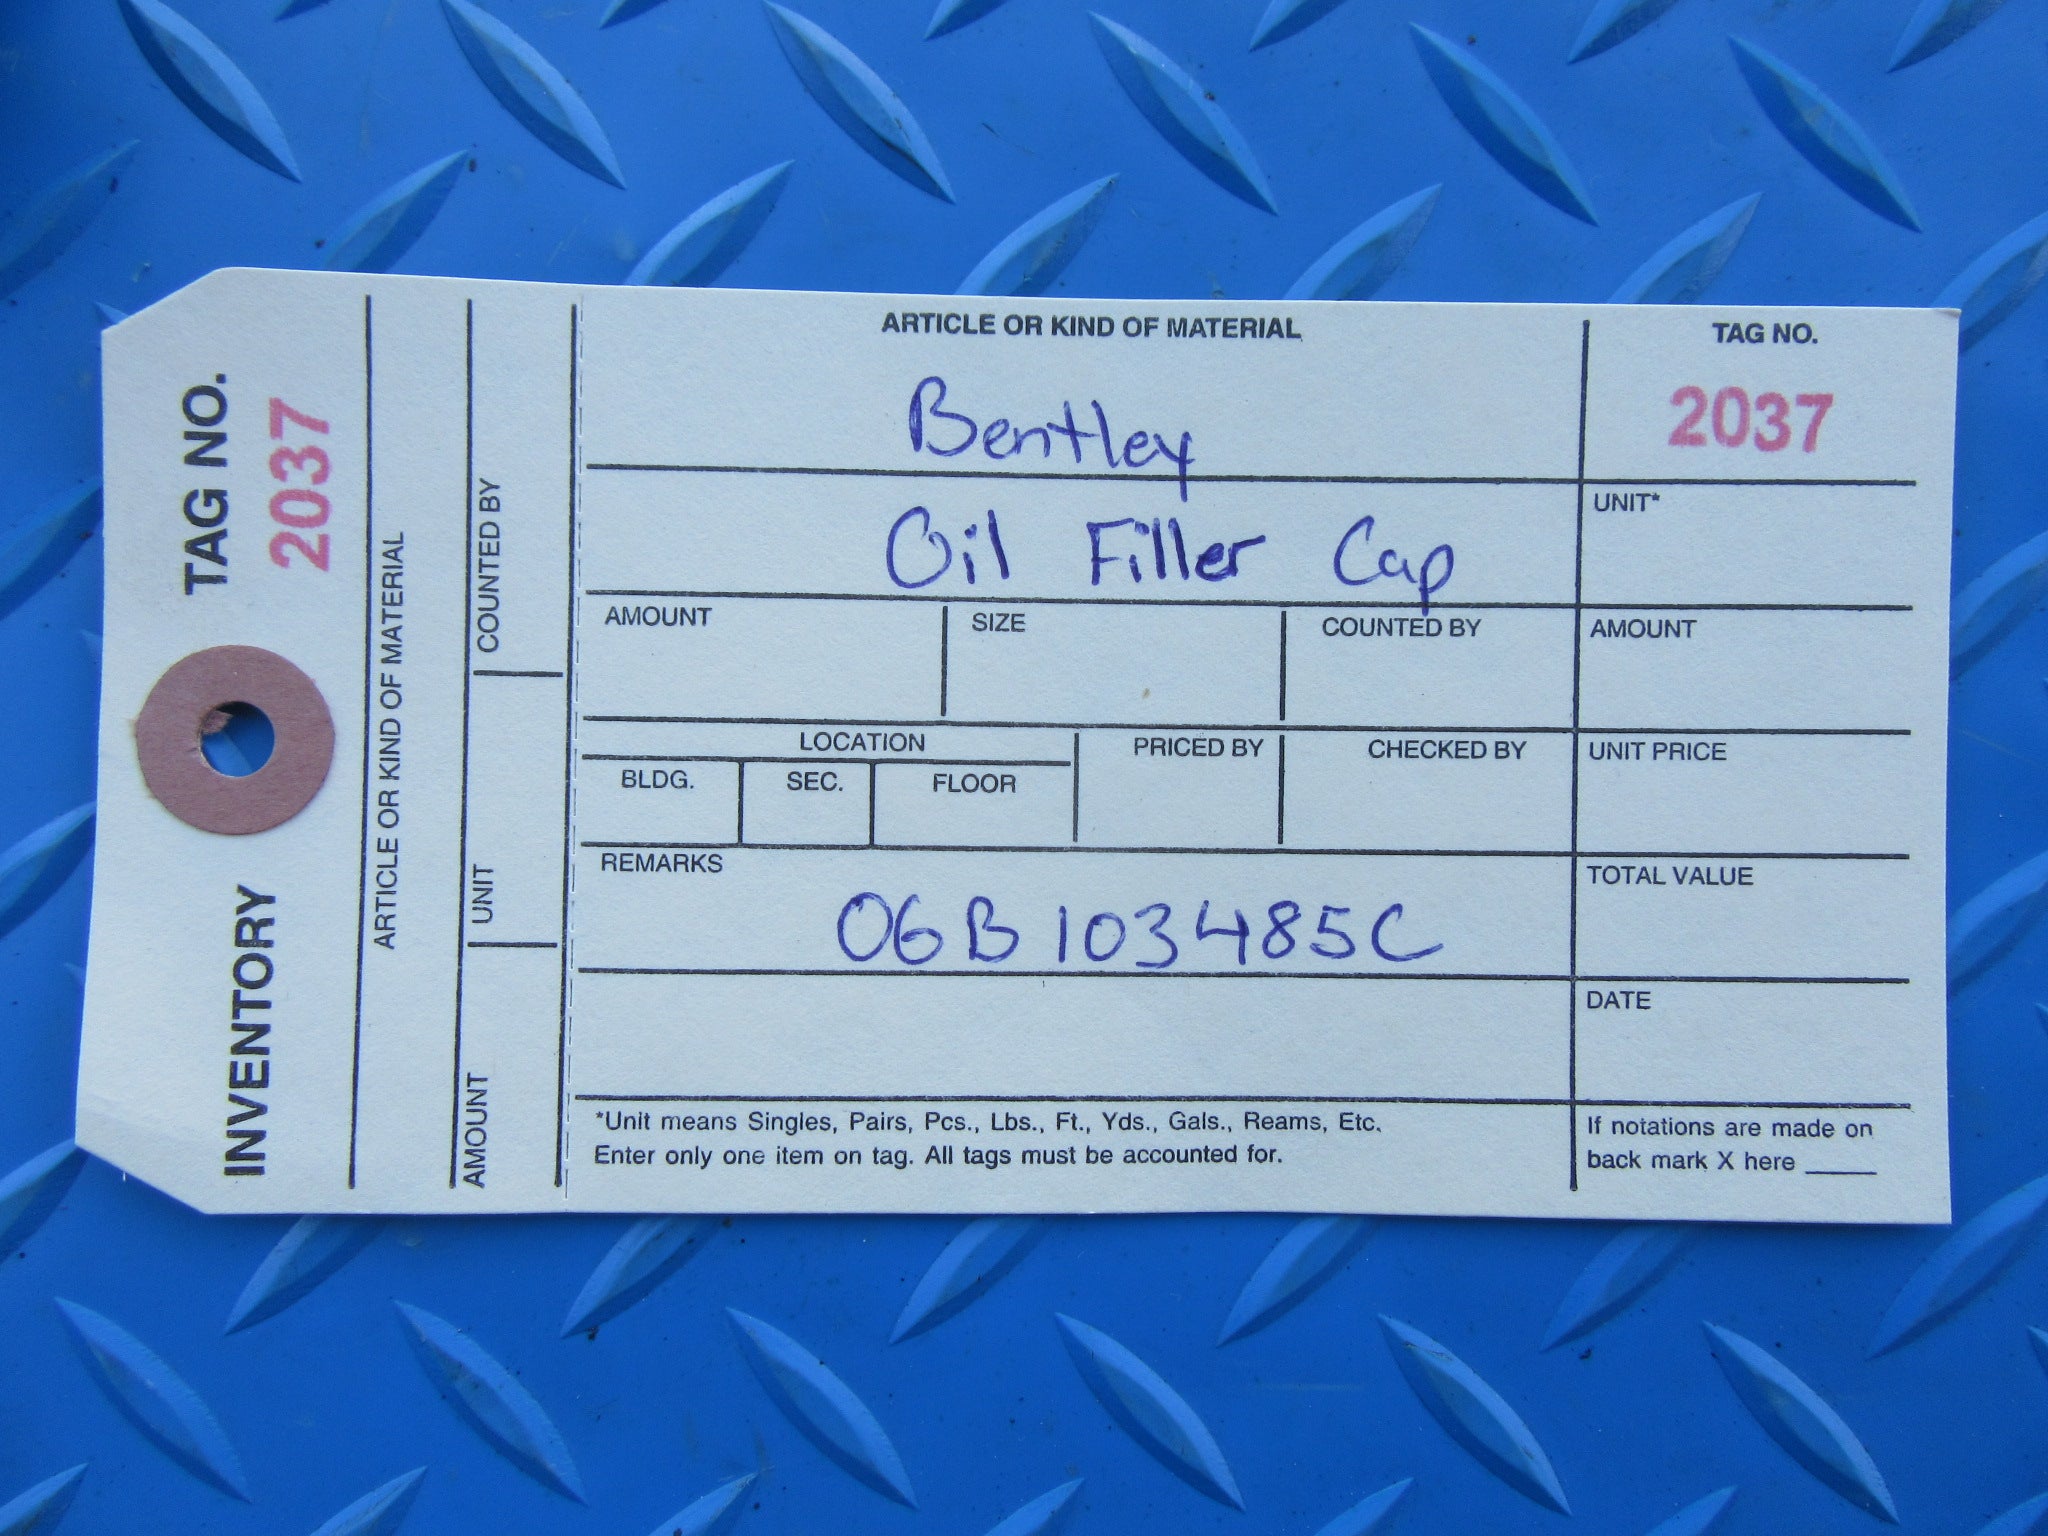 TAG NO.
2037
INVENTORY
ARTICLE OR KIND OF MATERIAL
COUNTED BY
UNIT
AMOUNT
ARTICLE OR KIND OF MATERIAL
Bentley
Oil Filler Cap
TAG NO.
2037
UNIT*
AMOUNT
SIZE
COUNTED BY
AMOUNT
LOCATION
BLDG.
SEC.
FLOOR
PRICED BY
CHECKED BY
UNIT PRICE
REMARKS
06B 103485C
TOTAL VALUE
DATE
*Unit means Singles, Pairs, Pcs., Lbs., Ft., Yds., Gals., Reams, Etc.
Enter only one item on tag. All tags must be accounted for.
If notations are made on
back mark X here _____